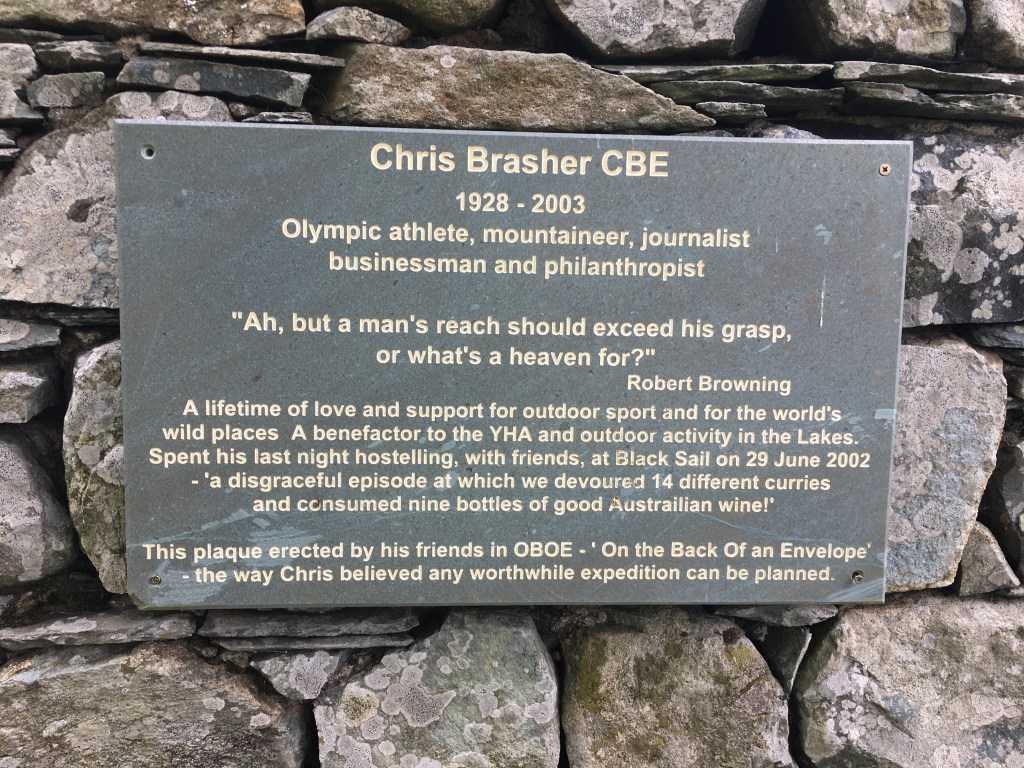 Chris Brasher CBE
1928 - 2003
Olympic athlete, mountaineer, journalist
businessman and philanthropist
"Ah, but a man's reach should exceed his grasp,
or what's a heaven for?"
Robert Browning
A lifetime of love and support for outdoor sport and for the world's
wild places  A benefactor to the YHA and outdoor activity in the Lakes.
Spent his last night hostelling, with friends, at Black Sail on 29 June 2002
- 'a disgraceful episode at which we devoured 14 different curries
and consumed nine bottles of good Austrailian wine!'
This plaque erected by his friends in OBOE - ' On the Back Of an Envelope'
- the way Chris believed any worthwhile expedition can be planned.